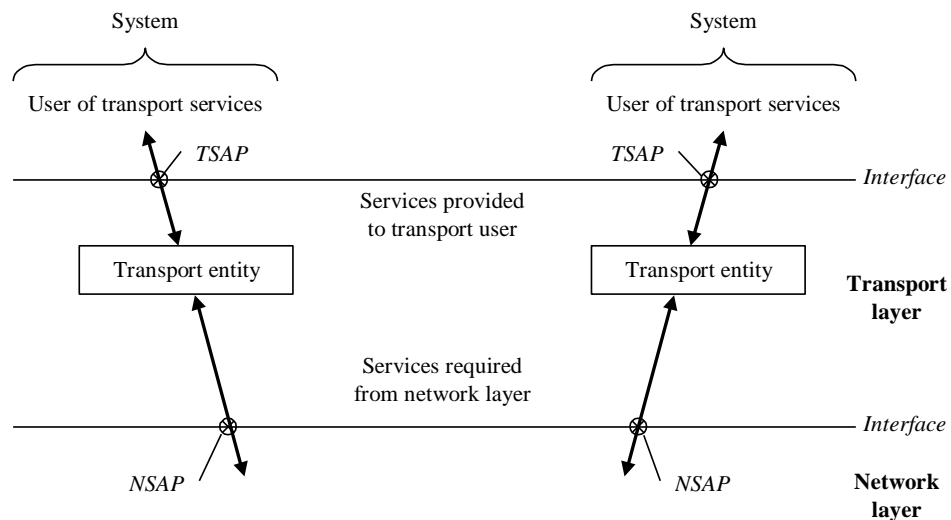 System
System
User of transport services
User of transport services
TSAP
TSAP
Interface
Services provided
to transport user
Transport entity
Transport entity
Transport
layer
Services required
from network layer
Interface
NSAP
NSAP
Network
layer